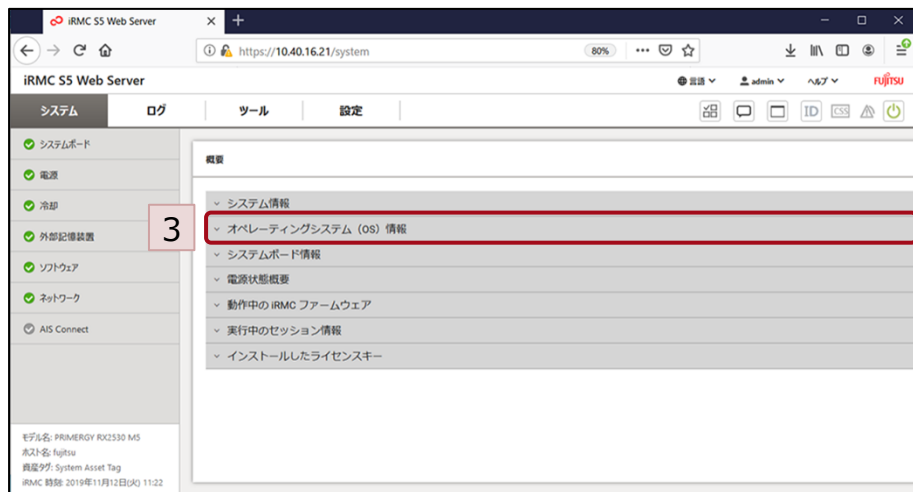 iRMC S5 Web Server
https://10.40.16.21/system
80%
iRMC S5 Web Server
言語
admin
ヘルプ
FUJITSU
システム
ログ
ツール
設定
ID
CSS
システムボード
電源
冷却
外部記憶装置
ソフトウェア
ネットワーク
AIS Connect
概要
システム情報
3
オペレーティングシステム（OS）情報
システムボード情報
電源状態概要
動作中の iRMC ファームウェア
実行中のセッション情報
インストールしたライセンスキー
モデル名: PRIMERGY RX2530 M5
ホスト名: fujitsu
資産タグ: System Asset Tag
iRMC 時刻: 2019年11月12日(火) 11:22